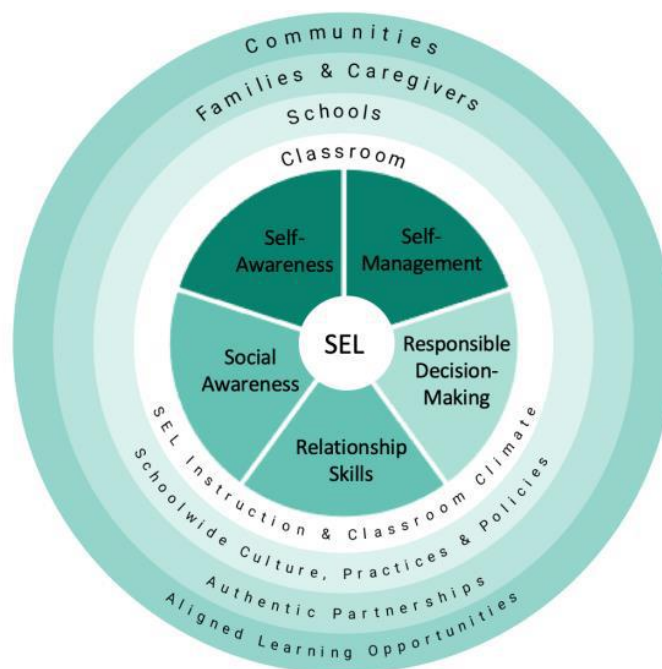 Communities
Families & Caregivers
Schools
Classroom
Self-
Awareness
Self-
Management
SEL
Social
Awareness
Responsible
Decision-
Making
Relationship
Skills
SEL Instruction & Classroom Climate
Schoolwide Culture, Practices & Policies
Authentic Partnerships
Aligned Learning Opportunities